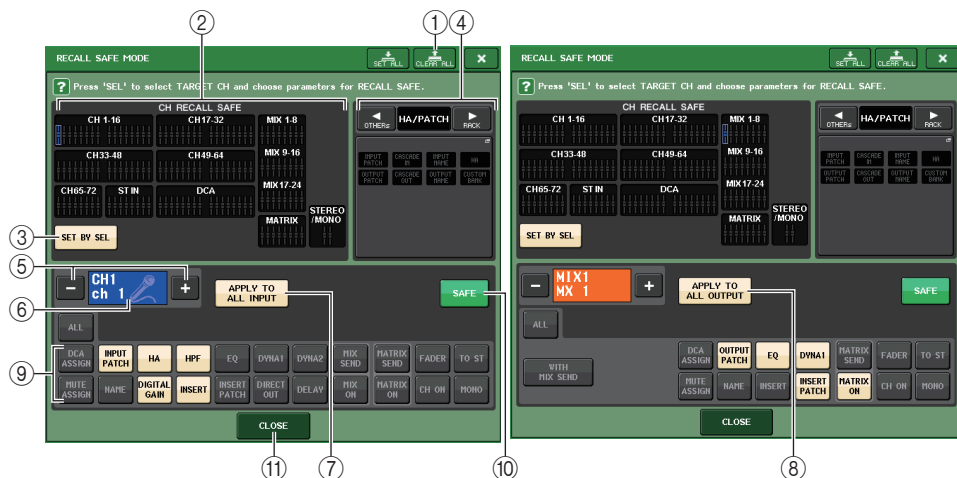 ② ① ④
RECALL SAFE MODE
SET ALL
CLEAR ALL
×
? Press 'SEL' to select TARGET CH and choose parameters for RECALL SAFE.
CH RECALL SAFE
CH 1-16
CH17-32
MIX 1-8
CH33-48
CH49-64
MIX 9-16
CH65-72
ST IN
DCA
MIX17-24
MATRIX
STEREO
/MONO
③
SET BY SEL
OTHERs
HA/PATCH
RACK
INPUT PATCH
CASCADE IN
INPUT NAME
HA
OUTPUT PATCH
CASCADE OUT
OUTPUT NAME
CUSTOM BANK
⑤
−
CH1
ch 1
+
⑥
APPLY TO
ALL INPUT
SAFE
ALL
⑨
DCA ASSIGN
INPUT PATCH
HA
HPF
EQ
DYNA1
DYNA2
MIX SEND
MATRIX SEND
FADER
TO ST
MUTE ASSIGN
NAME
DIGITAL GAIN
INSERT
INSERT PATCH
DIRECT OUT
DELAY
MIX ON
MATRIX ON
CH ON
MONO
CLOSE
⑪ ⑦ ⑩
RECALL SAFE MODE
SET ALL
CLEAR ALL
×
? Press 'SEL' to select TARGET CH and choose parameters for RECALL SAFE.
CH RECALL SAFE
CH 1-16
CH17-32
MIX 1-8
CH33-48
CH49-64
MIX 9-16
CH65-72
ST IN
DCA
MIX17-24
MATRIX
STEREO
/MONO
SET BY SEL
OTHERs
HA/PATCH
RACK
INPUT PATCH
CASCADE IN
INPUT NAME
HA
OUTPUT PATCH
CASCADE OUT
OUTPUT NAME
CUSTOM BANK
−
MIX1
MX 1
+
APPLY TO
ALL OUTPUT
SAFE
ALL
WITH
MIX SEND
DCA ASSIGN
OUTPUT PATCH
EQ
DYNA1
MATRIX SEND
FADER
TO ST
MUTE ASSIGN
NAME
INSERT
INSERT PATCH
MATRIX ON
CH ON
MONO
CLOSE
⑧